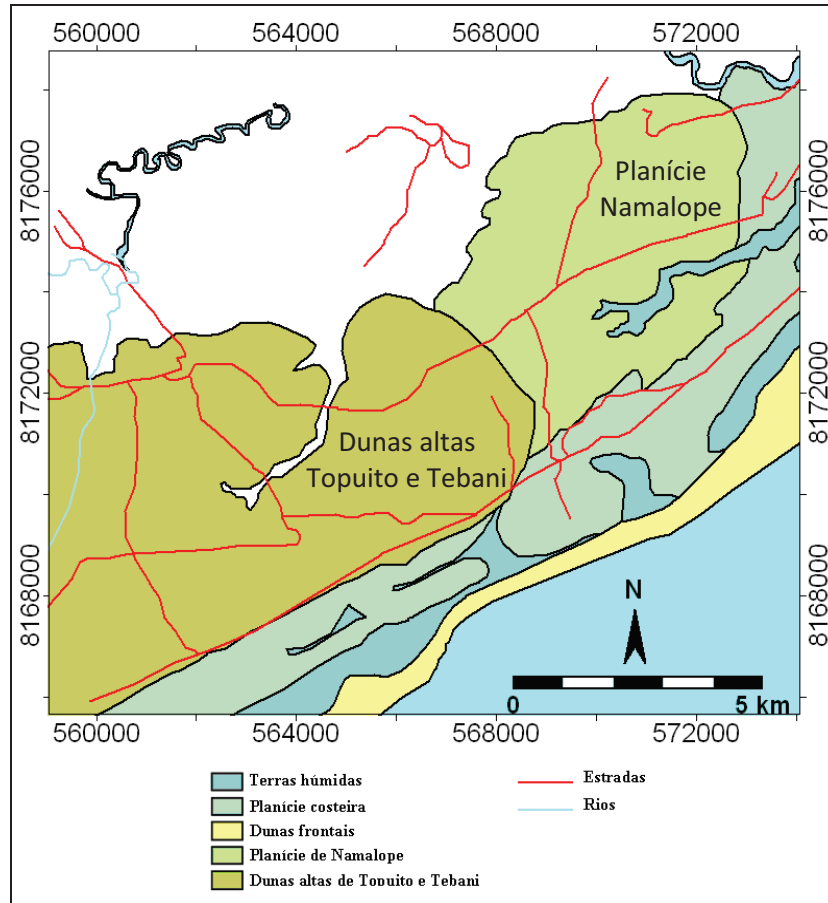 560000 564000 568000 572000
8176000
8172000
8168000
8176000
8172000
8168000
Planície
Namalope
Dunas altas
Topuito e Tebani
N
0 5 km
560000 564000 568000 572000
Terras húmidas
Planície costeira
Dunas frontais
Planície de Namalope
Dunas altas de Topuito e Tebani
Estradas
Rios